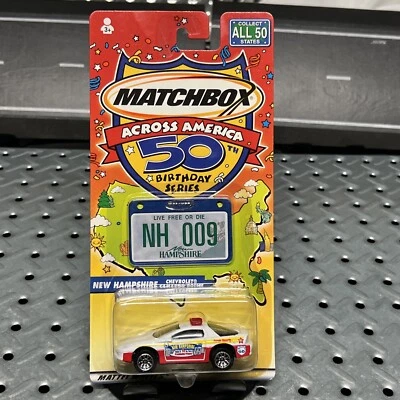 COLLECT
ALL 50
STATES
3+
MATCHBOX
ACROSS AMERICA
50TH
BIRTHDAY
SERIES
LIVE FREE OR DIE
NH 009
HAMPSHIRE
NEW HAMPSHIRE
CHEVROLET®
MATTEL